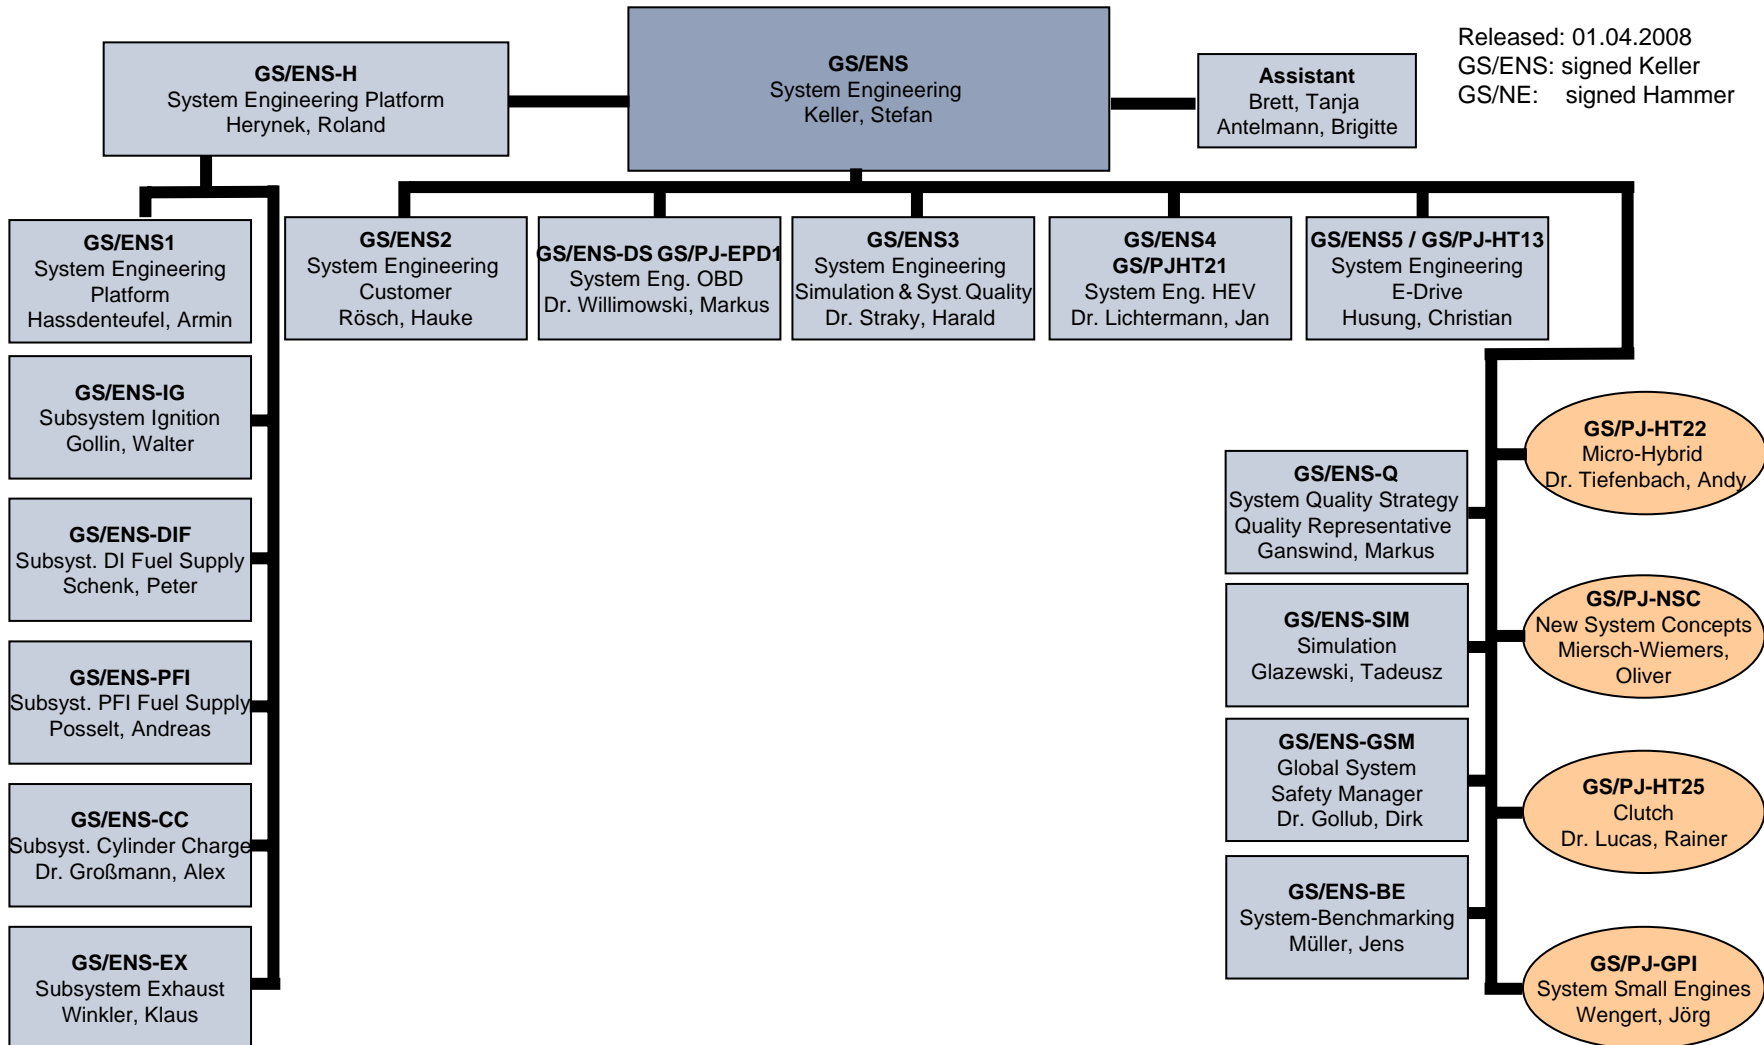 GS/ENS-H
System Engineering Platform
Herynek, Roland
GS/ENS
System Engineering
Keller, Stefan
Assistant
Brett, Tanja
Antelmann, Brigitte
Released: 01.04.2008
GS/ENS: signed Keller
GS/NE: signed Hammer
GS/ENS1
System Engineering
Platform
Hassdenteufel, Armin
GS/ENS2
System Engineering
Customer
Rösch, Hauke
GS/ENS-DS GS/PJ-EPD1
System Eng. OBD
Dr. Willimowski, Markus
GS/ENS3
System Engineering
Simulation & Syst. Quality
Dr. Straky, Harald
GS/ENS4
GS/PJHT21
System Eng. HEV
Dr. Lichtermann, Jan
GS/ENS5 / GS/PJ-HT13
System Engineering
E-Drive
Husung, Christian
GS/ENS-IG
Subsystem Ignition
Gollin, Walter
GS/ENS-DIF
Subsyst. DI Fuel Supply
Schenk, Peter
GS/ENS-PFI
Subsyst. PFI Fuel Supply
Posselt, Andreas
GS/ENS-CC
Subsyst. Cylinder Charge
Dr. Großmann, Alex
GS/ENS-EX
Subsystem Exhaust
Winkler, Klaus
GS/ENS-Q
System Quality Strategy
Quality Representative
Ganswind, Markus
GS/ENS-SIM
Simulation
Glazewski, Tadeusz
GS/ENS-GSM
Global System
Safety Manager
Dr. Gollub, Dirk
GS/ENS-BE
System-Benchmarking
Müller, Jens
GS/PJ-HT22
Micro-Hybrid
Dr. Tiefenbach, Andy
GS/PJ-NSC
New System Concepts
Miersch-Wiemers,
Oliver
GS/PJ-HT25
Clutch
Dr. Lucas, Rainer
GS/PJ-GPI
System Small Engines
Wengert, Jörg